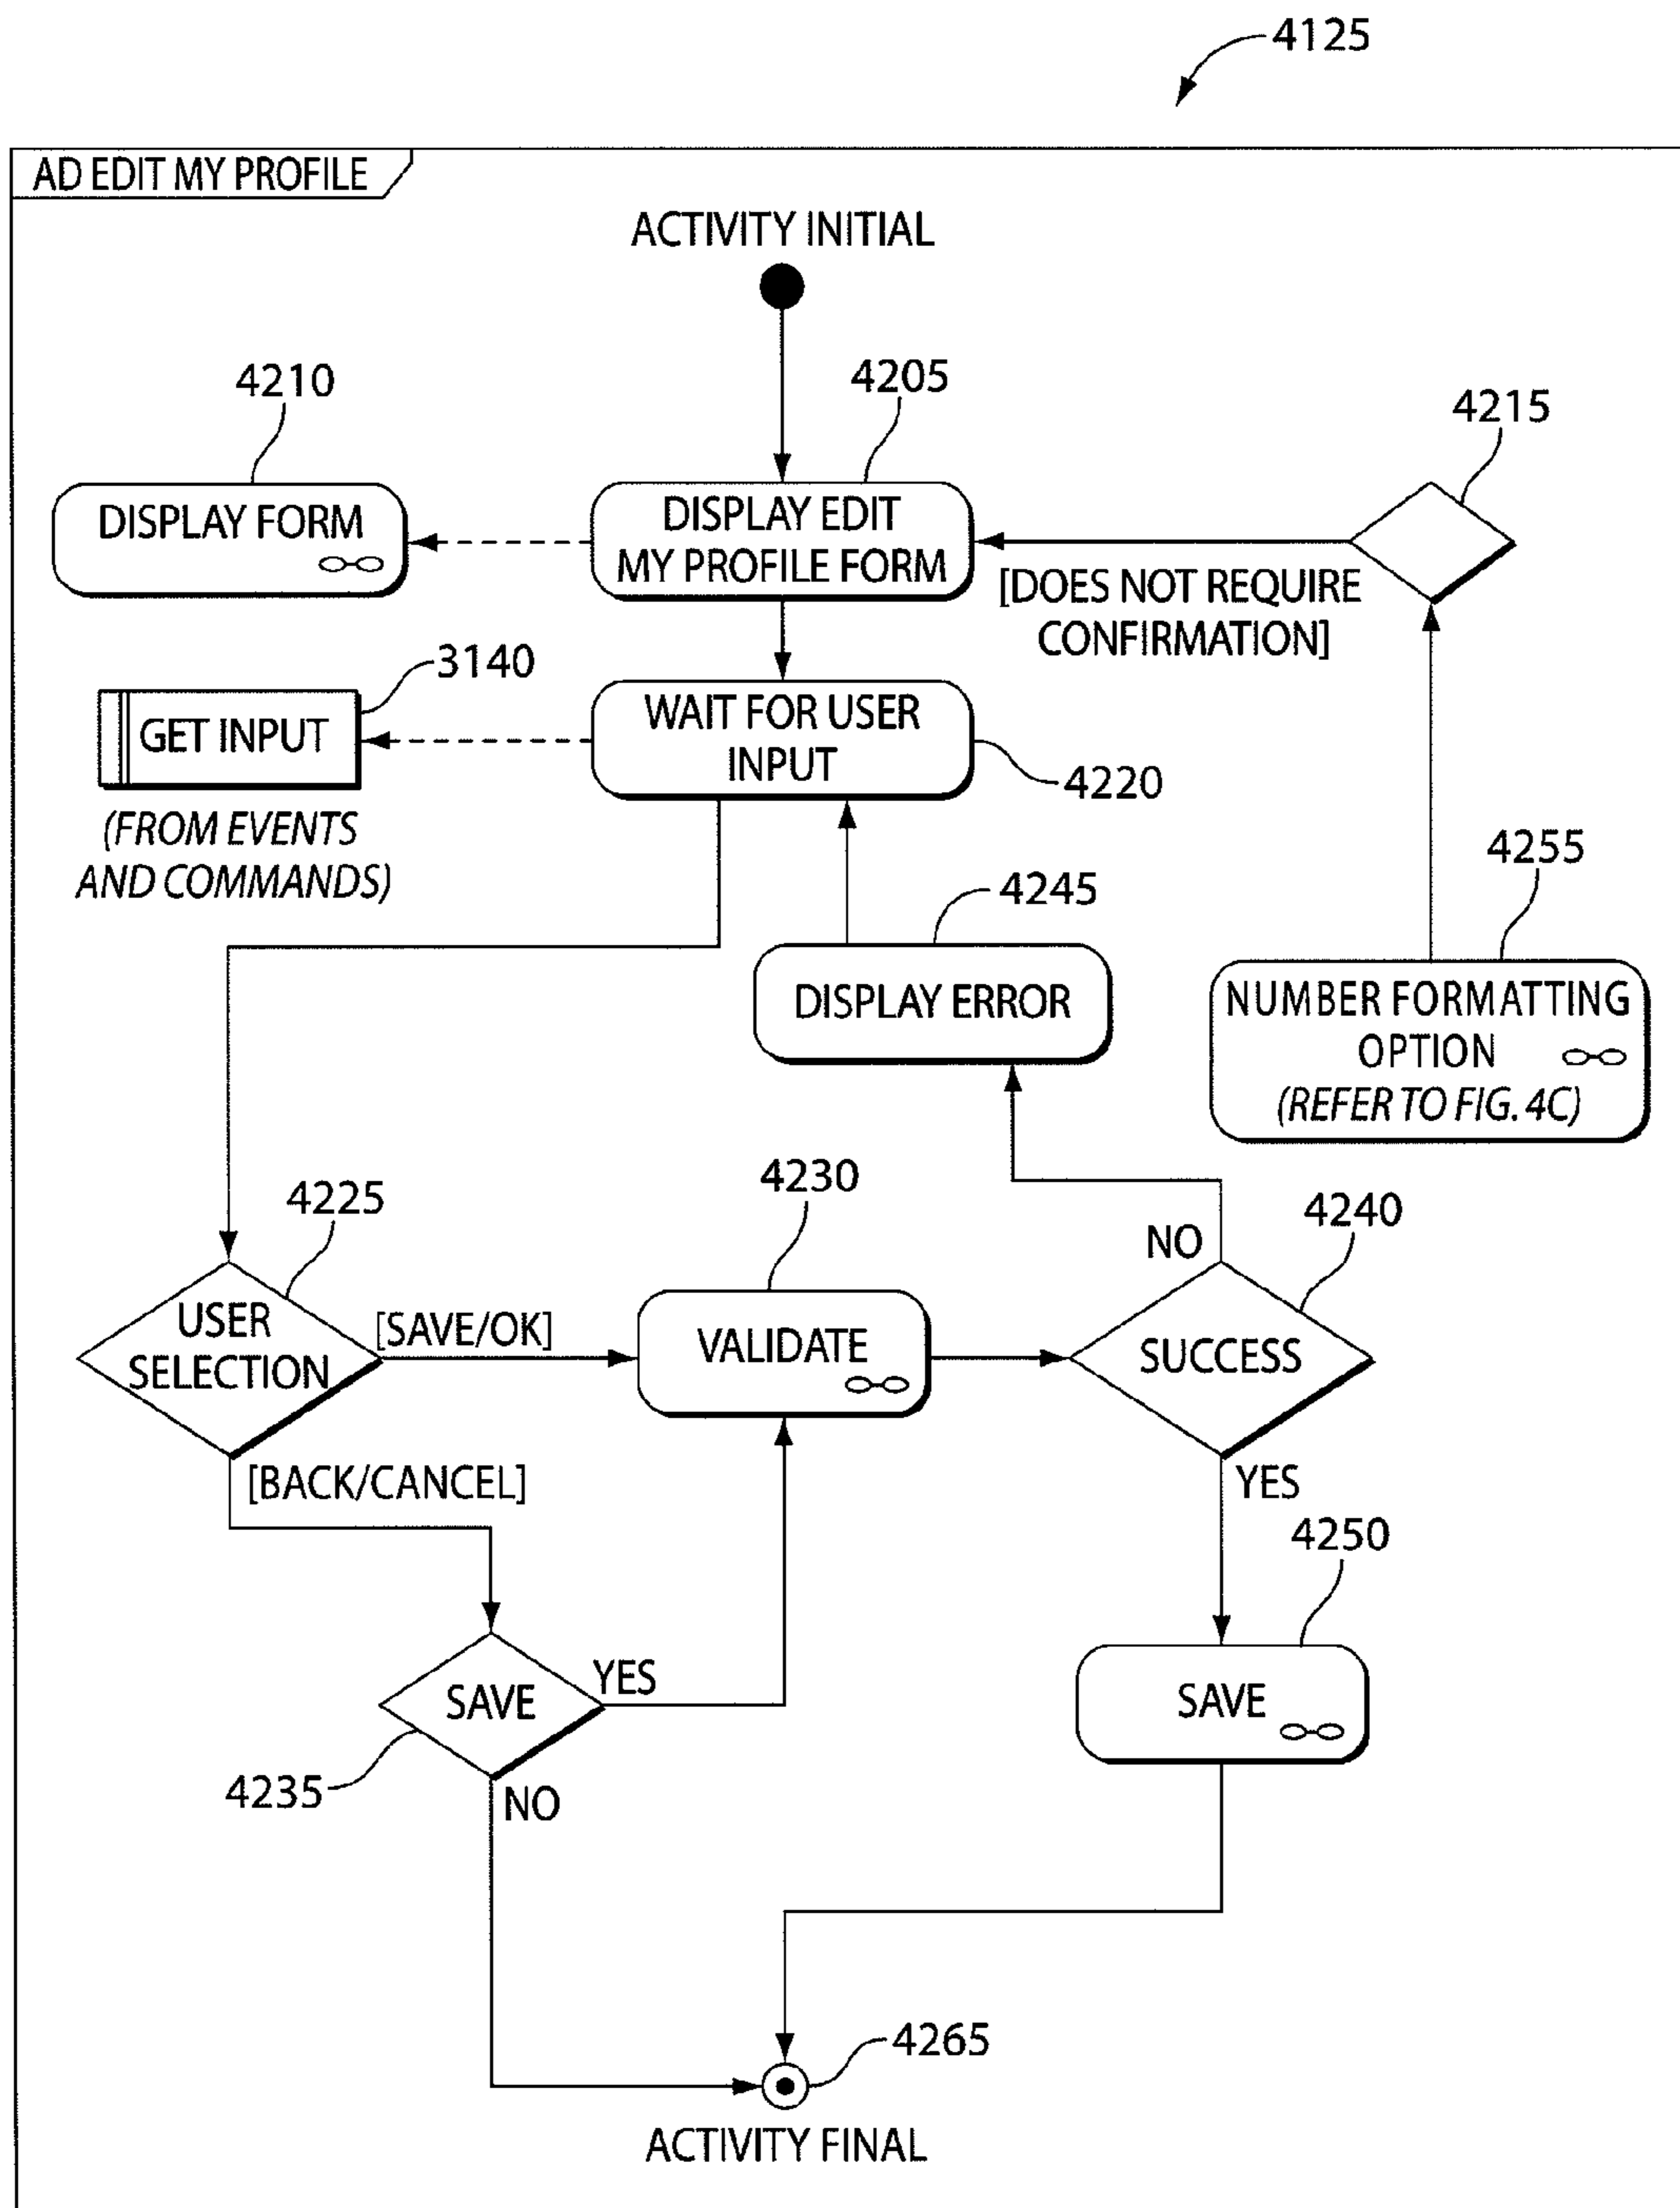 4125
AD EDIT MY PROFILE
ACTIVITY INITIAL
4210
4205
4215
DISPLAY FORM
DISPLAY EDIT
MY PROFILE FORM
[DOES NOT REQUIRE
CONFIRMATION]
3140
GET INPUT
WAIT FOR USER
INPUT
4220
(FROM EVENTS
AND COMMANDS)
4245
4255
DISPLAY ERROR
NUMBER FORMATTING
OPTION
(REFER TO FIG. 4C)
4225
4230
4240
NO
USER
SELECTION
[SAVE/OK]
VALIDATE
SUCCESS
[BACK/CANCEL]
YES
4250
SAVE
YES
SAVE
4235
NO
4265
ACTIVITY FINAL